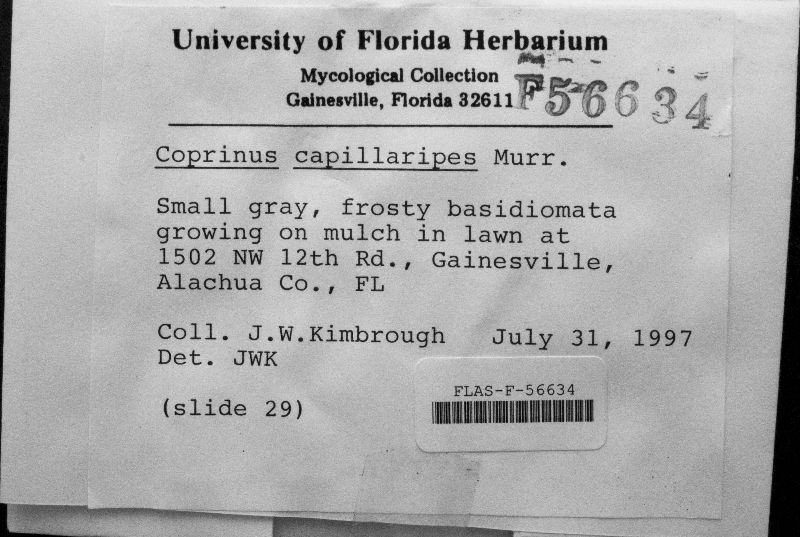 University of Florida Herbarium
Mycological Collection
Gainesville, Florida 32611
F56634
Coprinus capillaripes Murr.
Small gray, frosty basidiomata
growing on mulch in lawn at
1502 NW 12th Rd., Gainesville,
Alachua Co., FL
Coll. J.W.Kimbrough July 31, 1997
Det. JWK
FLAS-F-56634
(slide 29)